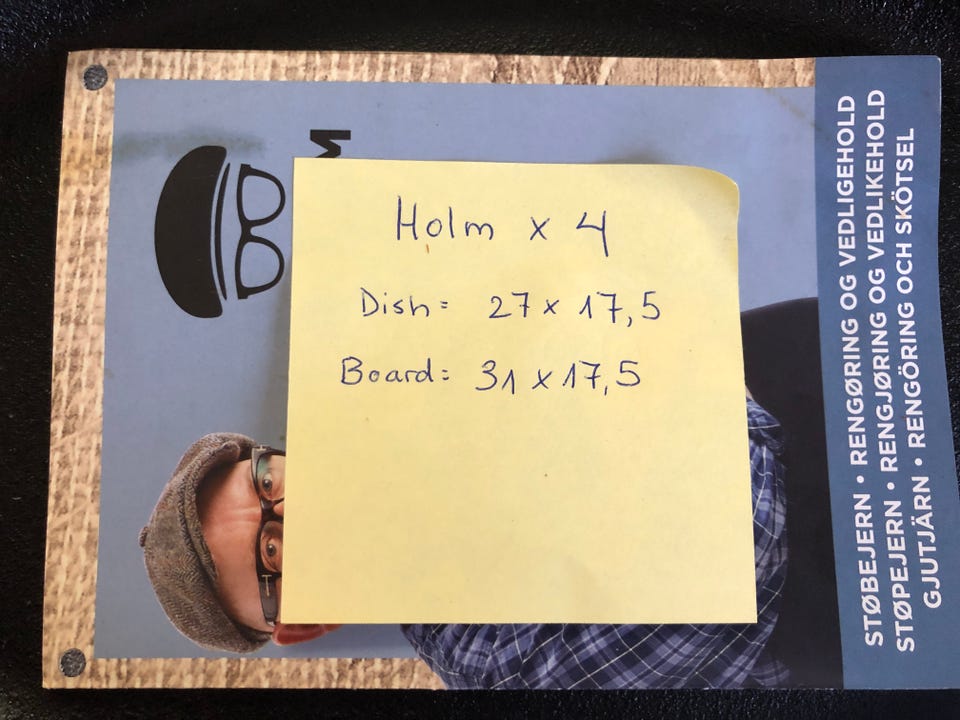 Holm x 4
Dish= 27 x 17,5
Board= 31 x 17,5
M
STØBEJERN • RENGØRING OG VEDLIGEHOLD
STØPEJERN • RENGJØRING OG VEDLIKEHOLD
GJUTJÄRN • RENGÖRING OCH SKÖTSEL